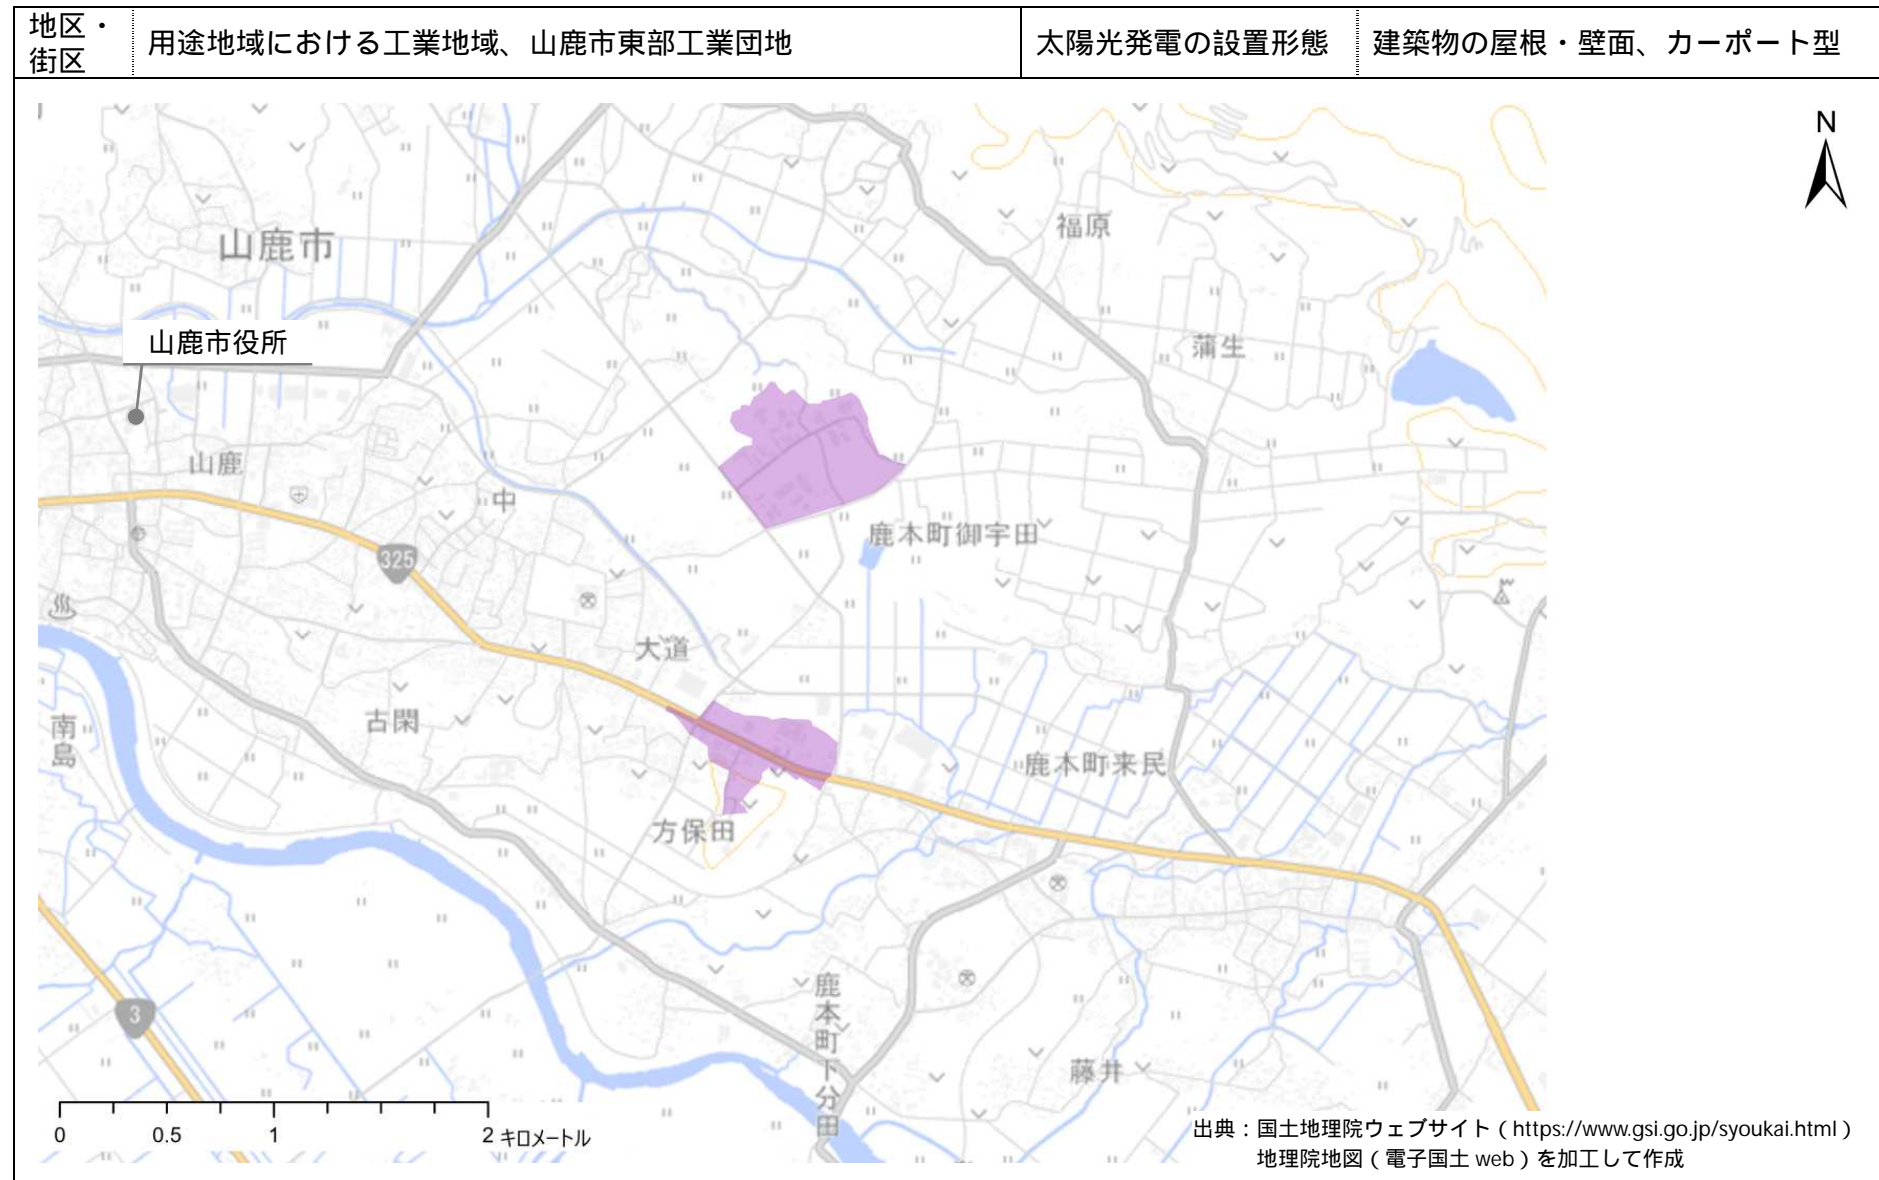 地区・
街区
用途地域における工業地域、山鹿市東部工業団地
太陽光発電の設置形態
建築物の屋根・壁面、カーポート型
N
福原
山鹿市
山鹿市役所
蒲生
山鹿
中
鹿本町御宇田
325
大道
古閑
南島
鹿本町来民
方保田
鹿本町下分田
3
藤井
0 0.5 1 2 キロメートル
出典：国土地理院ウェブサイト（https://www.gsi.go.jp/syoukai.html）
地理院地図（電子国土 web）を加工して作成